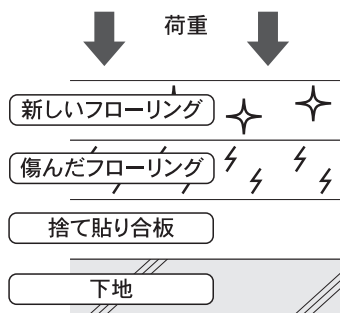 荷重
新しいフローリング
傷んだフローリング
捨て貼り合板
下地